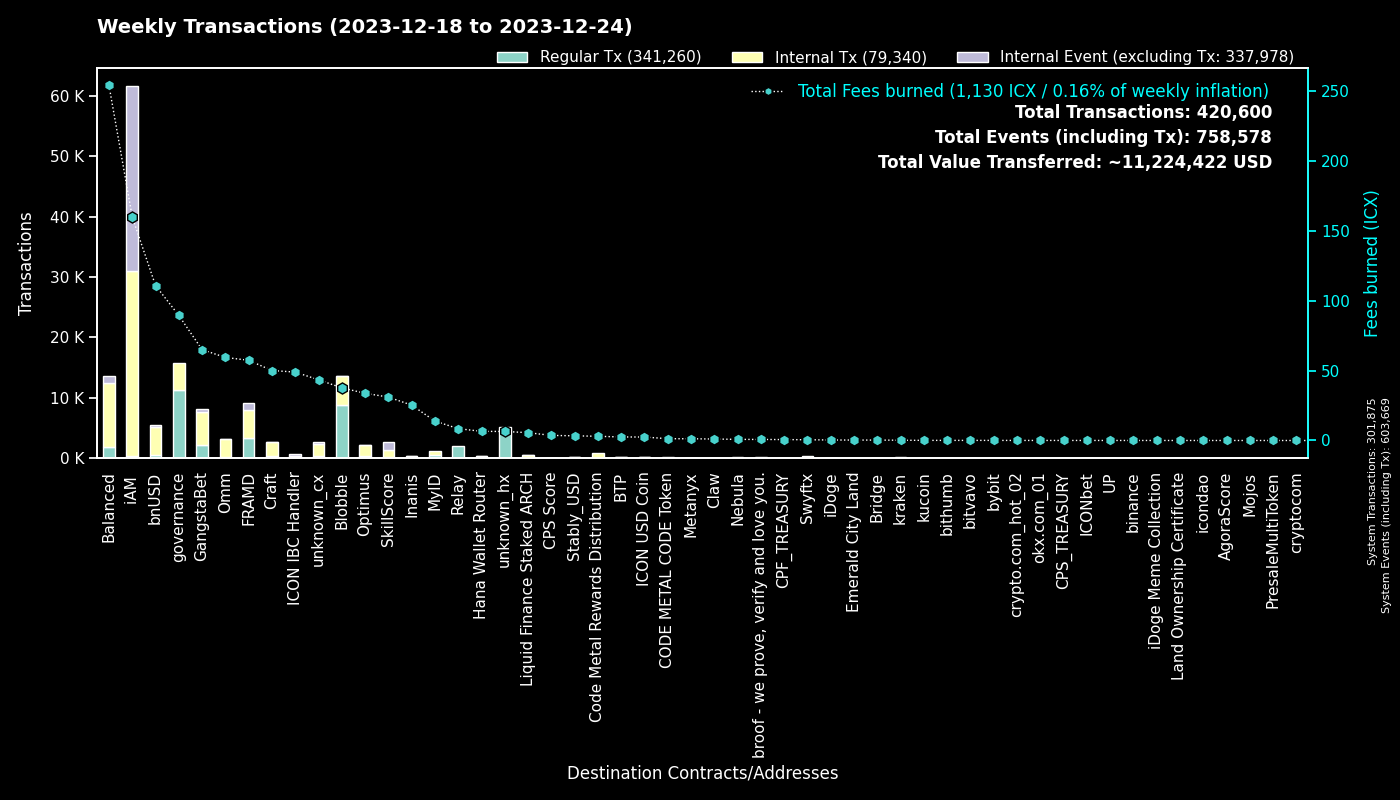 Weekly Transactions (2023-12-18 to 2023-12-24)
Regular Tx (341,260)
Internal Tx (79,340)
Internal Event (excluding Tx: 337,978)
Total Fees burned (1,130 ICX / 0.16% of weekly inflation)
Total Transactions: 420,600
Total Events (including Tx): 758,578
Total Value Transferred: ~11,224,422 USD
Transactions
60 K
50 K
40 K
30 K
20 K
10 K
0 K
250
200
150
100
50
0
Fees burned (ICX)
System Transactions: 301,875
System Events (including Tx): 603,669
Balanced
iAM
bnUSD
governance
GangstaBet
Omm
FRAMD
Craft
ICON IBC Handler
unknown_cx
Blobble
Optimus
SkillScore
Inanis
MyID
Relay
Hana Wallet Router
unknown_hx
Liquid Finance Staked ARCH
CPS Score
Stably_USD
Code Metal Rewards Distribution
BTP
ICON USD Coin
CODE METAL CODE Token
Metanyx
Claw
Nebula
broof - we prove, verify and love you.
CPF_TREASURY
Swyftx
iDoge
Emerald City Land
Bridge
kraken
kucoin
bithumb
bitvavo
bybit
crypto.com_hot_02
okx.com_01
CPS_TREASURY
ICONbet
UP
binance
iDoge Meme Collection
Land Ownership Certificate
icondao
AgoraScore
Mojos
PresaleMultiToken
cryptocom
Destination Contracts/Addresses